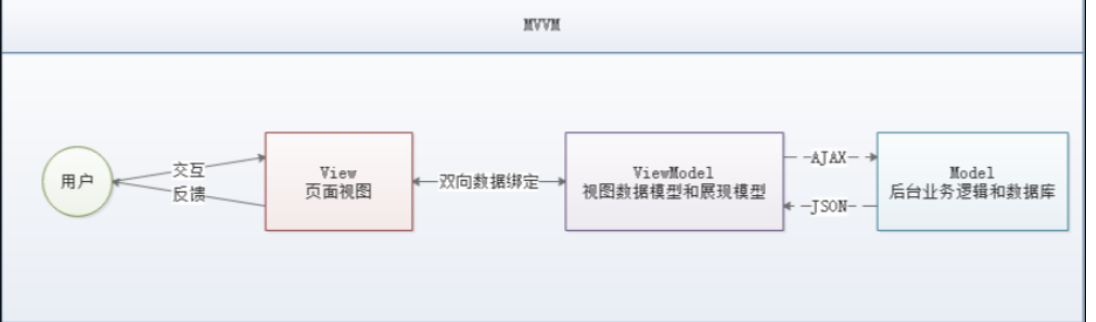 MVVM
用户
交互
反馈
View
页面视图
双向数据绑定
ViewModel
视图数据模型和展现模型
AJAX
JSON
Model
后台业务逻辑和数据库